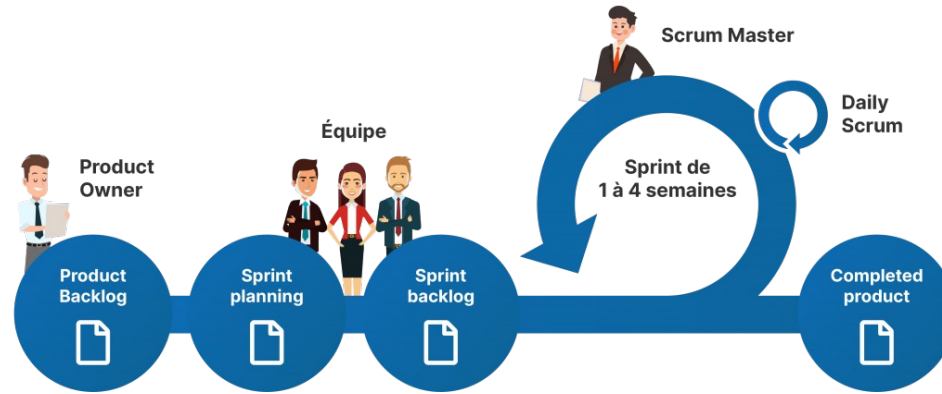 Scrum Master
Daily
Scrum
Équipe
Product
Owner
Sprint de
1 à 4 semaines
Product
Backlog
Sprint
planning
Sprint
backlog
Completed
product